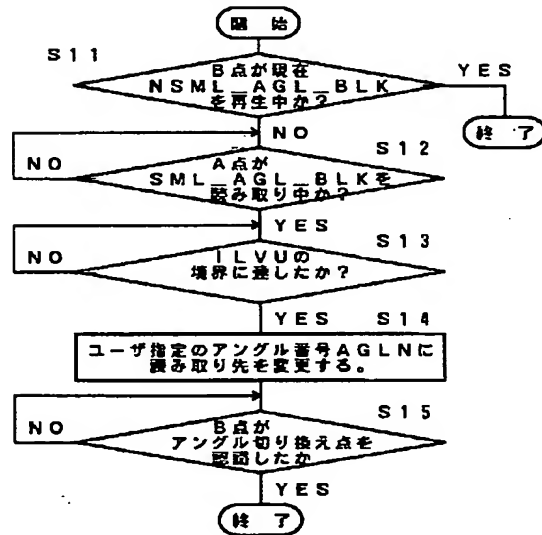 開始
S11
B点が現在
NSML_AGL_BLK
を再生中か?
YES
終了
NO
S12
NO
A点が
SML_AGL_BLKを
読み取り中か?
YES
S13
NO
ILVUの
境界に達したか?
YES
S14
ユーザ指定のアングル番号AGLNに
読み取り先を変更する。
S15
NO
B点が
アングル切り換え点を
認識したか
YES
終了